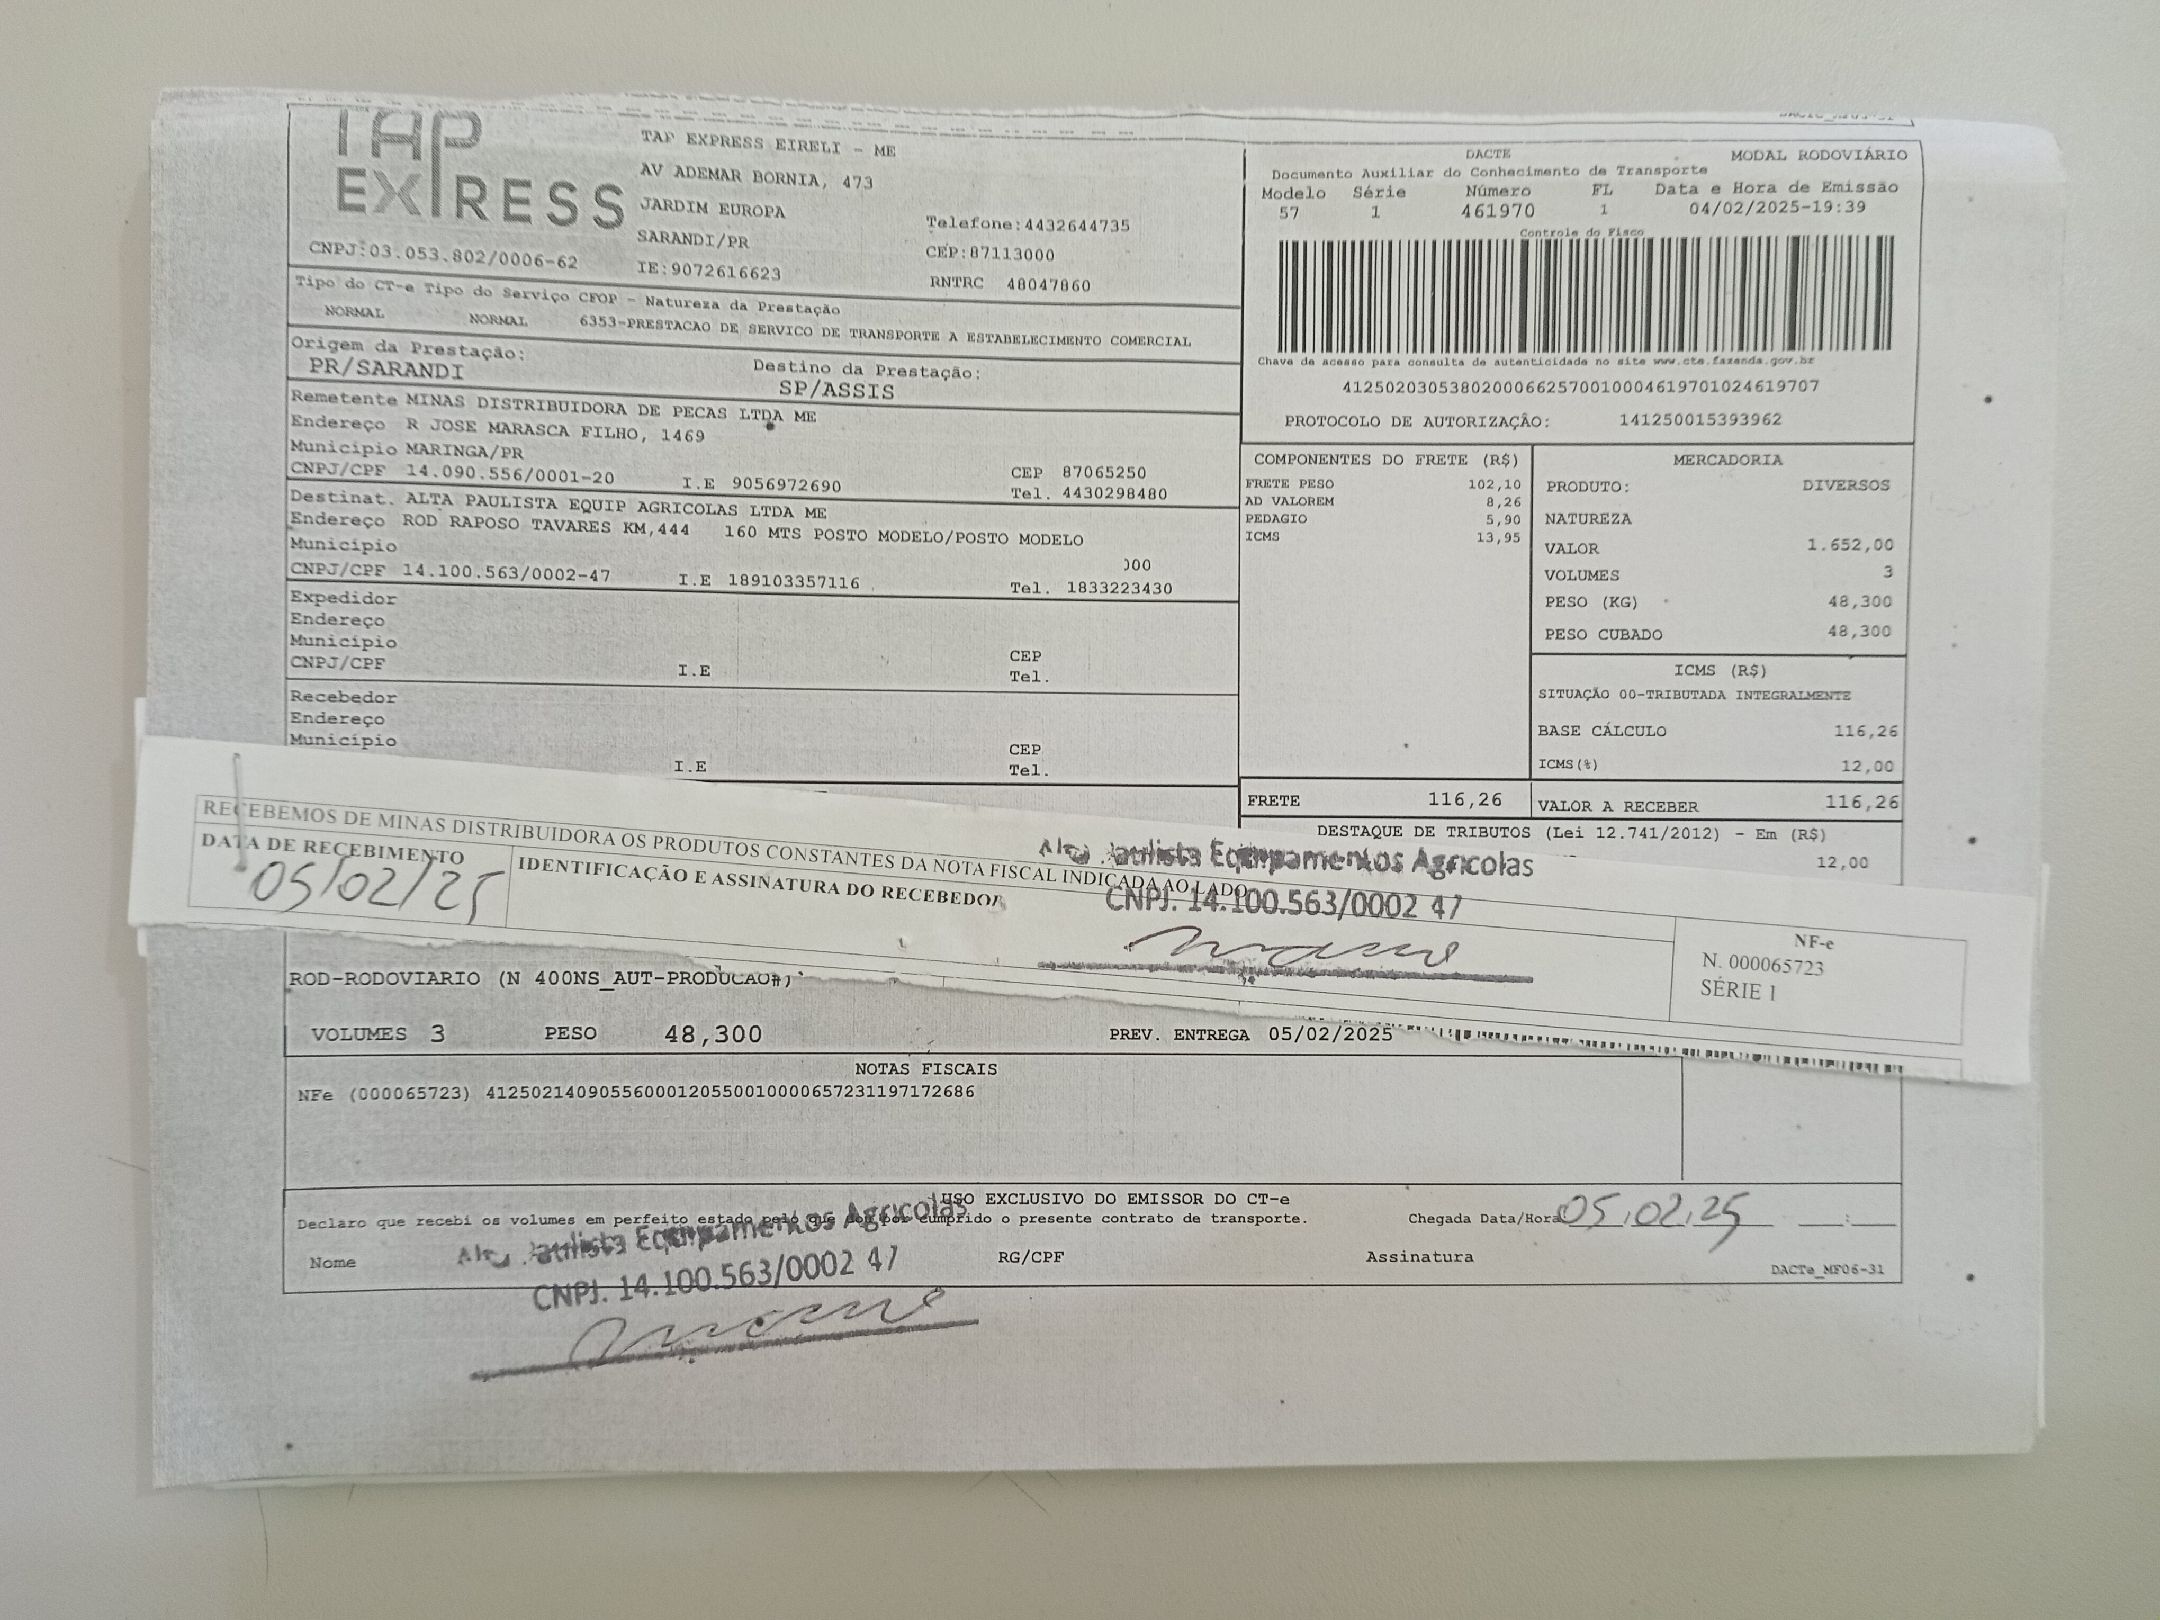 TAP EXPRESS
TAP EXPRESS EIRELI - ME
AV ADEMAR BORNIA, 473
JARDIM EUROPA
SARANDI/PR
IE:9072616623
Telefone:4432644735
CEP:87113000
RNTRC 48047860
CNPJ:03.053.802/0006-62
Tipo do CT-e Tipo do Serviço CFOP - Natureza da Prestação
NORMAL NORMAL 6353-PRESTACAO DE SERVICO DE TRANSPORTE A ESTABELECIMENTO COMERCIAL
Origem da Prestação: Destino da Prestação:
PR/SARANDI SP/ASSIS
Remetente MINAS DISTRIBUIDORA DE PECAS LTDA ME
Endereço R JOSE MARASCA FILHO, 1469
Município MARINGA/PR CEP 87065250
CNPJ/CPF 14.090.556/0001-20 I.E 9056972690 Tel. 4430298480
Destinat. ALTA PAULISTA EQUIP AGRICOLAS LTDA ME
Endereço ROD RAPOSO TAVARES KM,444 160 MTS POSTO MODELO/POSTO MODELO
Município 000
CNPJ/CPF 14.100.563/0002-47 I.E 189103357116 Tel. 1833223430
Expedidor
Endereço
Município CEP
CNPJ/CPF I.E Tel.
Recebedor
Endereço
Município CEP
I.E Tel.
DACTE MODAL RODOVIÁRIO
Documento Auxiliar do Conhecimento de Transporte
Modelo Série Número FL Data e Hora de Emissão
57 1 461970 1 04/02/2025-19:39
Controle do Fisco
Chave de acesso para consulta de autenticidade no site www.cte.fazenda.gov.br
41250203053802000662570010004619701024619707
PROTOCOLO DE AUTORIZAÇÃO: 141250015393962
COMPONENTES DO FRETE (R$)
FRETE PESO 102,10
AD VALOREM 8,26
PEDAGIO 5,90
ICMS 13,95
MERCADORIA
PRODUTO: DIVERSOS
NATUREZA
VALOR 1.652,00
VOLUMES 3
PESO (KG) 48,300
PESO CUBADO 48,300
ICMS (R$)
SITUAÇÃO 00-TRIBUTADA INTEGRALMENTE
BASE CÁLCULO 116,26
ICMS(%) 12,00
FRETE 116,26 VALOR A RECEBER 116,26
DESTAQUE DE TRIBUTOS (Lei 12.741/2012) - Em (R$)
12,00
RECEBEMOS DE MINAS DISTRIBUIDORA OS PRODUTOS CONSTANTES DA NOTA FISCAL INDICADA AO LADO
DATA DE RECEBIMENTO IDENTIFICAÇÃO E ASSINATURA DO RECEBEDOR
05/02/25
Equipamentos Agricolas
CNPJ. 14.100.563/0002 47
NF-e
N. 000065723
SÉRIE 1
ROD-RODOVIARIO (N 400NS_AUT-PRODUCAO#)
VOLUMES 3 PESO 48,300 PREV. ENTREGA 05/02/2025
NOTAS FISCAIS
NFe (000065723) 41250214090556000120550010000657231197172686
USO EXCLUSIVO DO EMISSOR DO CT-e
Declaro que recebi os volumes em perfeito estado pelo que dou por cumprido o presente contrato de transporte. Chegada Data/Hora 05,02,25 __:__
Nome RG/CPF Assinatura
Equipamentos Agricolas
CNPJ. 14.100.563/0002 47
DACTe_MF06-31